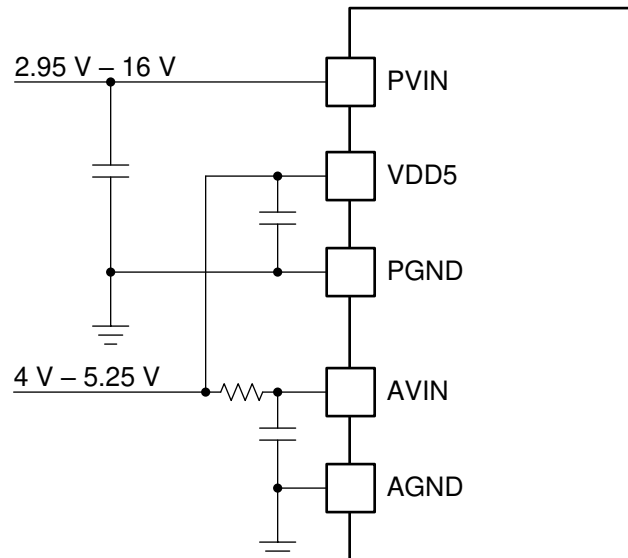 2.95 V – 16 V
PVIN
VDD5
PGND
4 V – 5.25 V
AVIN
AGND